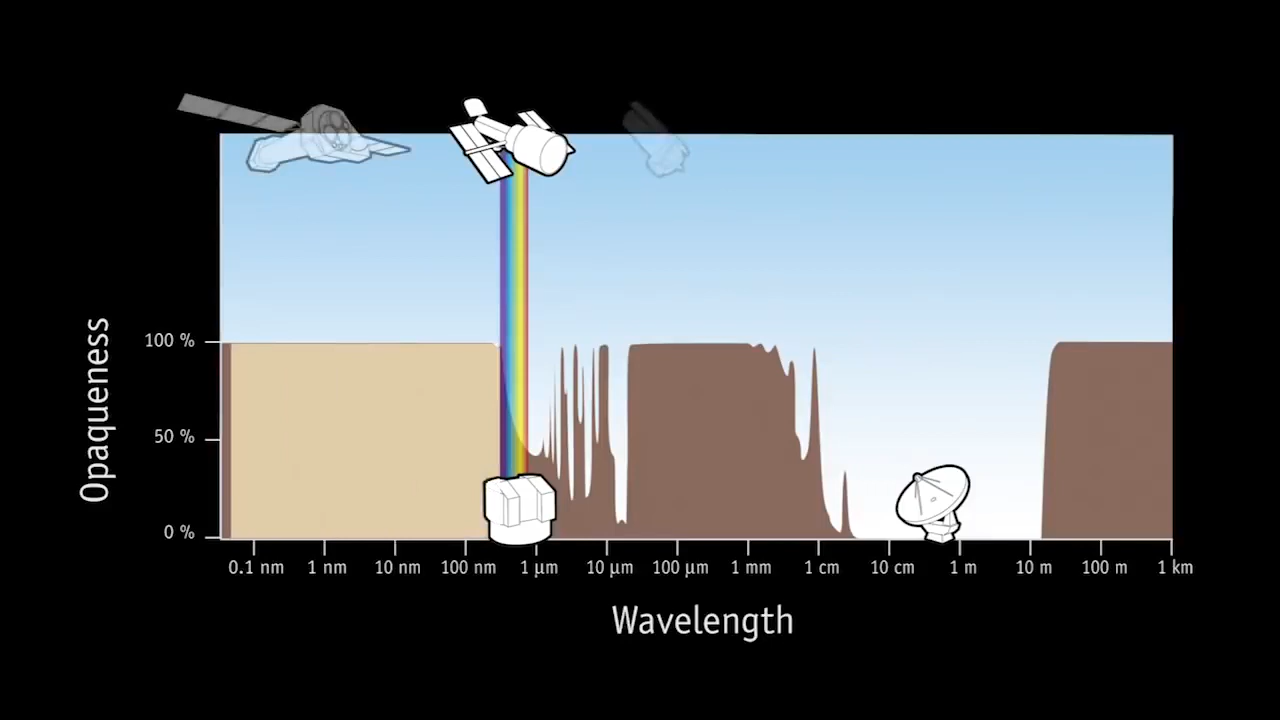 Opaqueness
100 %
50 %
0 %
0.1 nm 1 nm 10 nm 100 nm 1 µm 10 µm 100 µm 1 mm 1 cm 10 cm 1 m 10 m 100 m 1 km
Wavelength